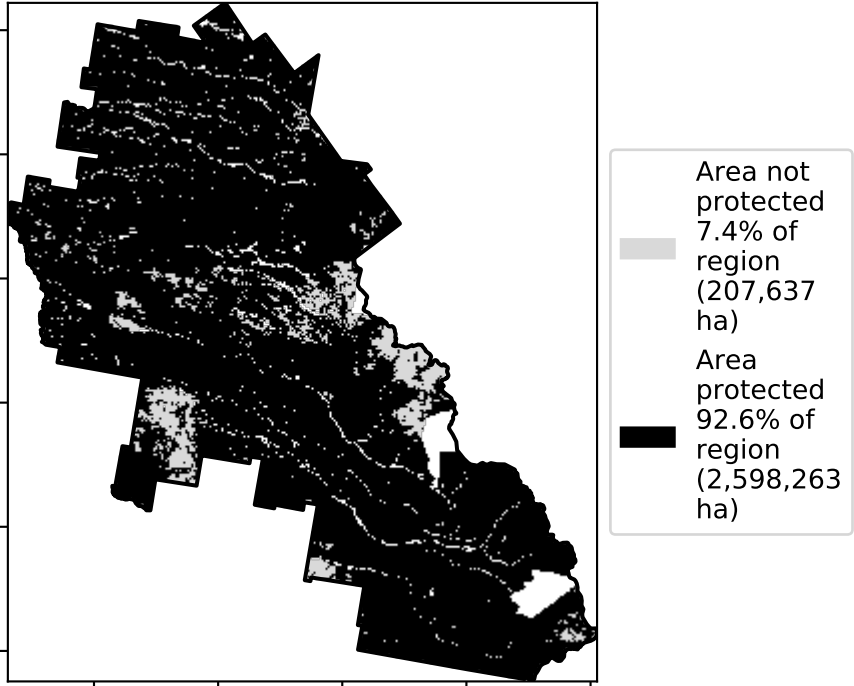 Area not
protected
7.4% of
region
(207,637
ha)
Area
protected
92.6% of
region
(2,598,263
ha)